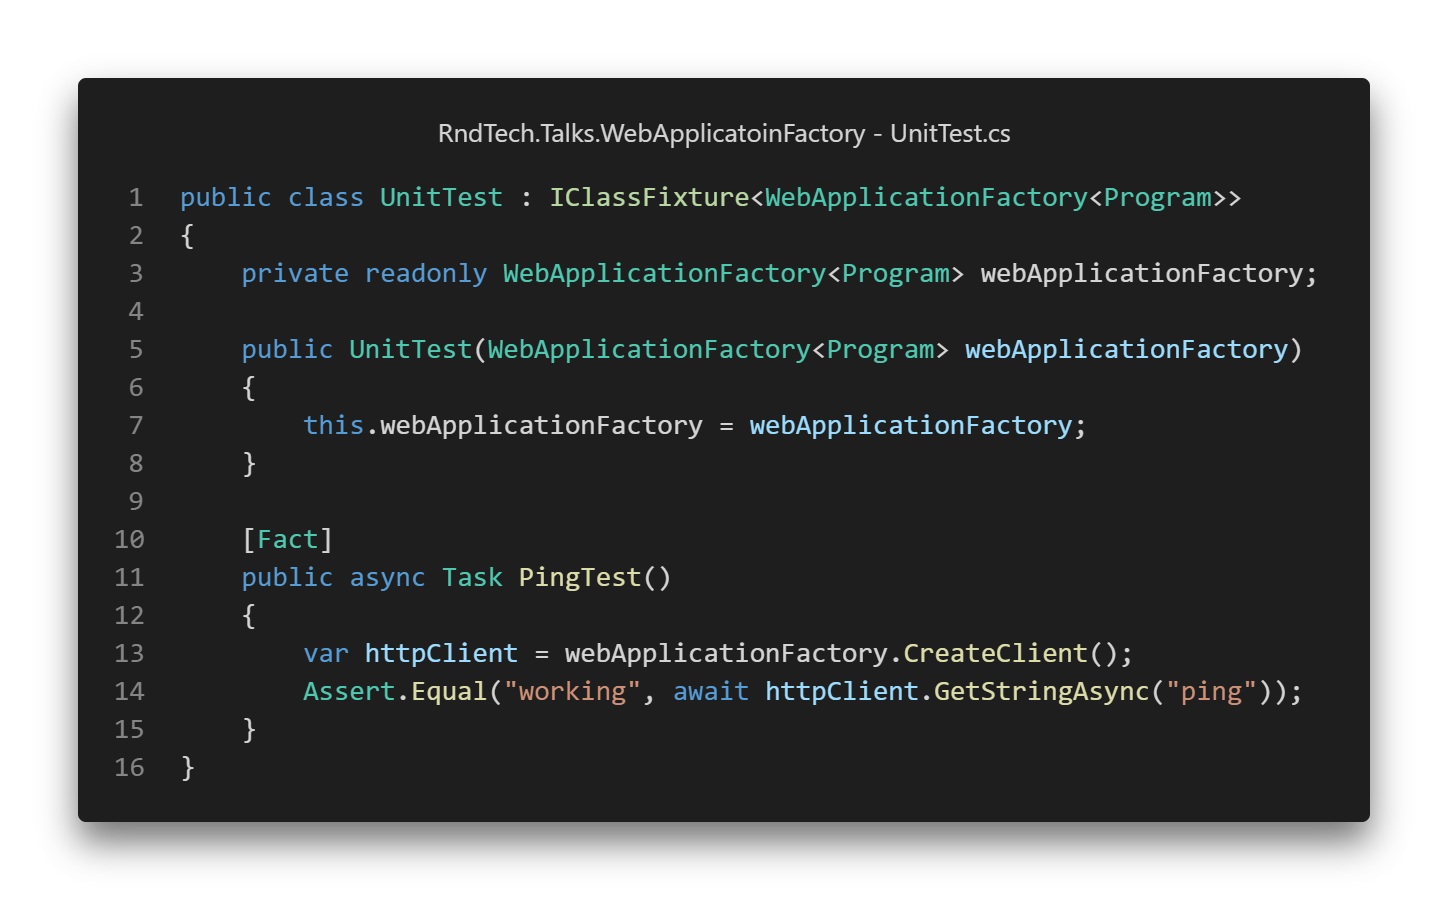 RndTech.Talks.WebApplicatoinFactory - UnitTest.cs
1 public class UnitTest : IClassFixture<WebApplicationFactory<Program>>
2 {
3     private readonly WebApplicationFactory<Program> webApplicationFactory;
4
5     public UnitTest(WebApplicationFactory<Program> webApplicationFactory)
6     {
7         this.webApplicationFactory = webApplicationFactory;
8     }
9
10     [Fact]
11     public async Task PingTest()
12     {
13         var httpClient = webApplicationFactory.CreateClient();
14         Assert.Equal("working", await httpClient.GetStringAsync("ping"));
15     }
16 }